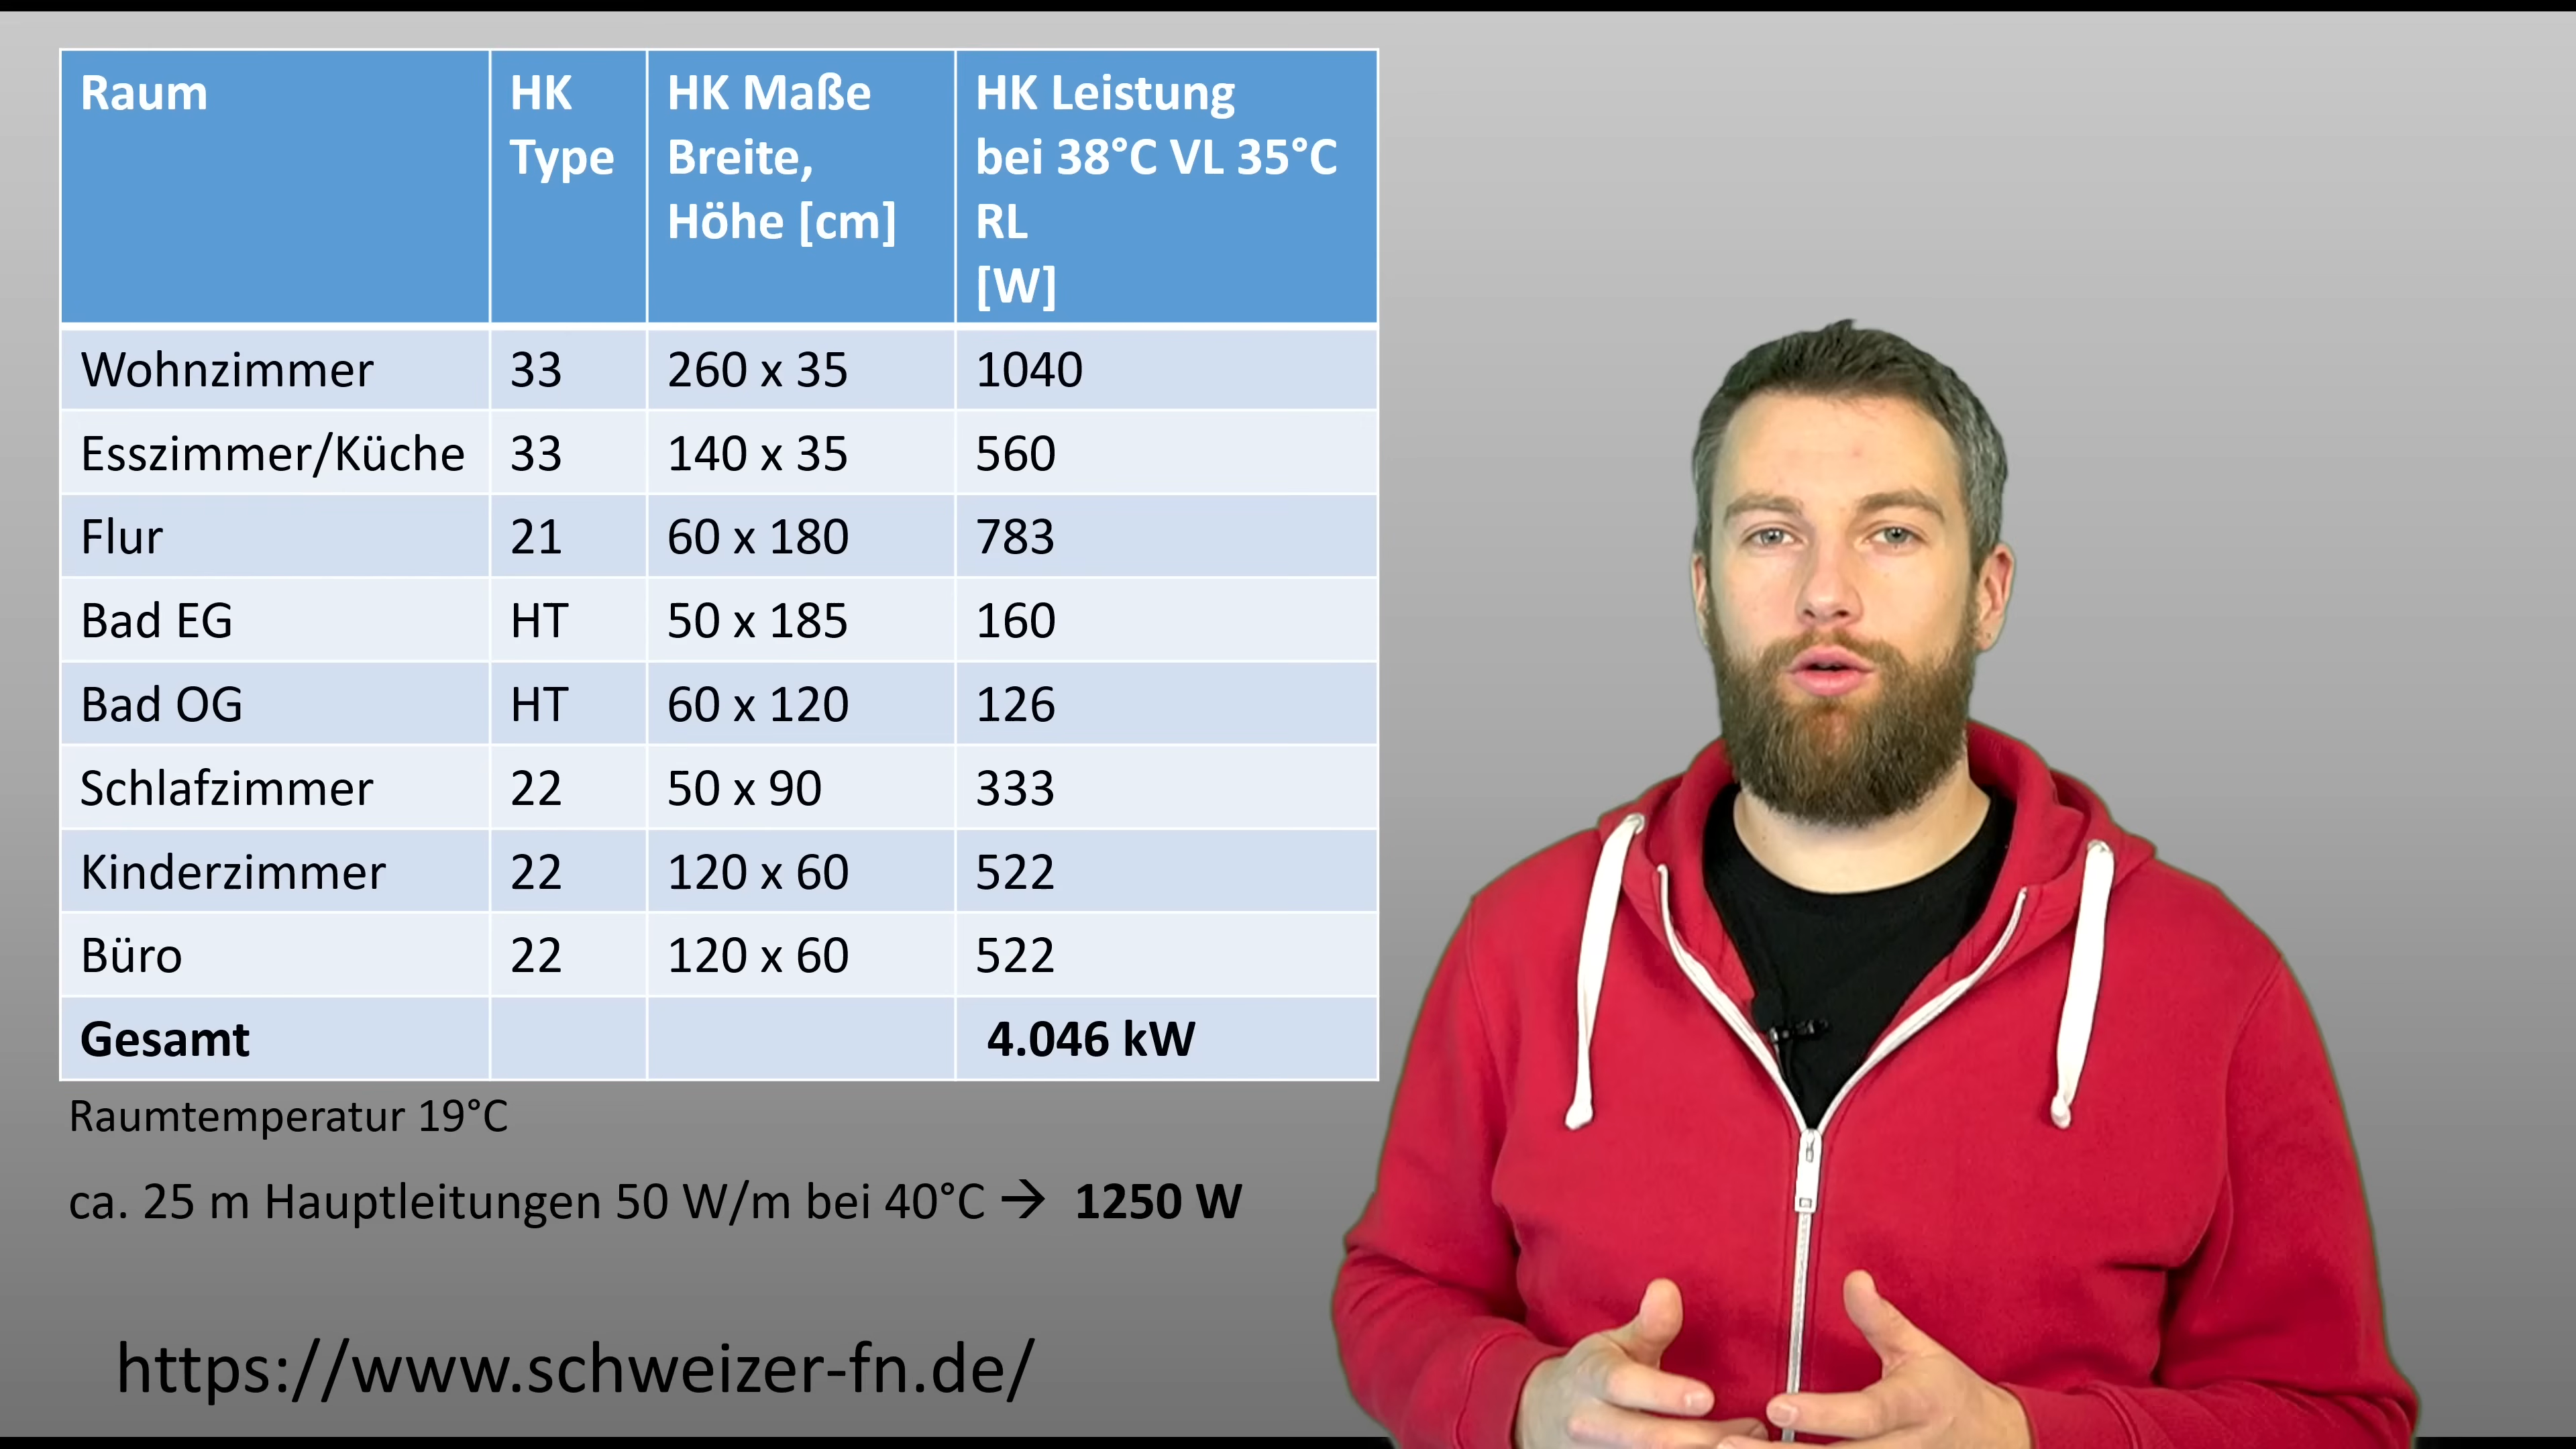 Raum HK HK Maße HK Leistung
Type Breite, bei 38°C VL 35°C
Höhe [cm] RL
[W]
Wohnzimmer 33 260 x 35 1040
Esszimmer/Küche 33 140 x 35 560
Flur 21 60 x 180 783
Bad EG HT 50 x 185 160
Bad OG HT 60 x 120 126
Schlafzimmer 22 50 x 90 333
Kinderzimmer 22 120 x 60 522
Büro 22 120 x 60 522
Gesamt 4.046 kW
Raumtemperatur 19°C
ca. 25 m Hauptleitungen 50 W/m bei 40°C → 1250 W
https://www.schweizer-fn.de/